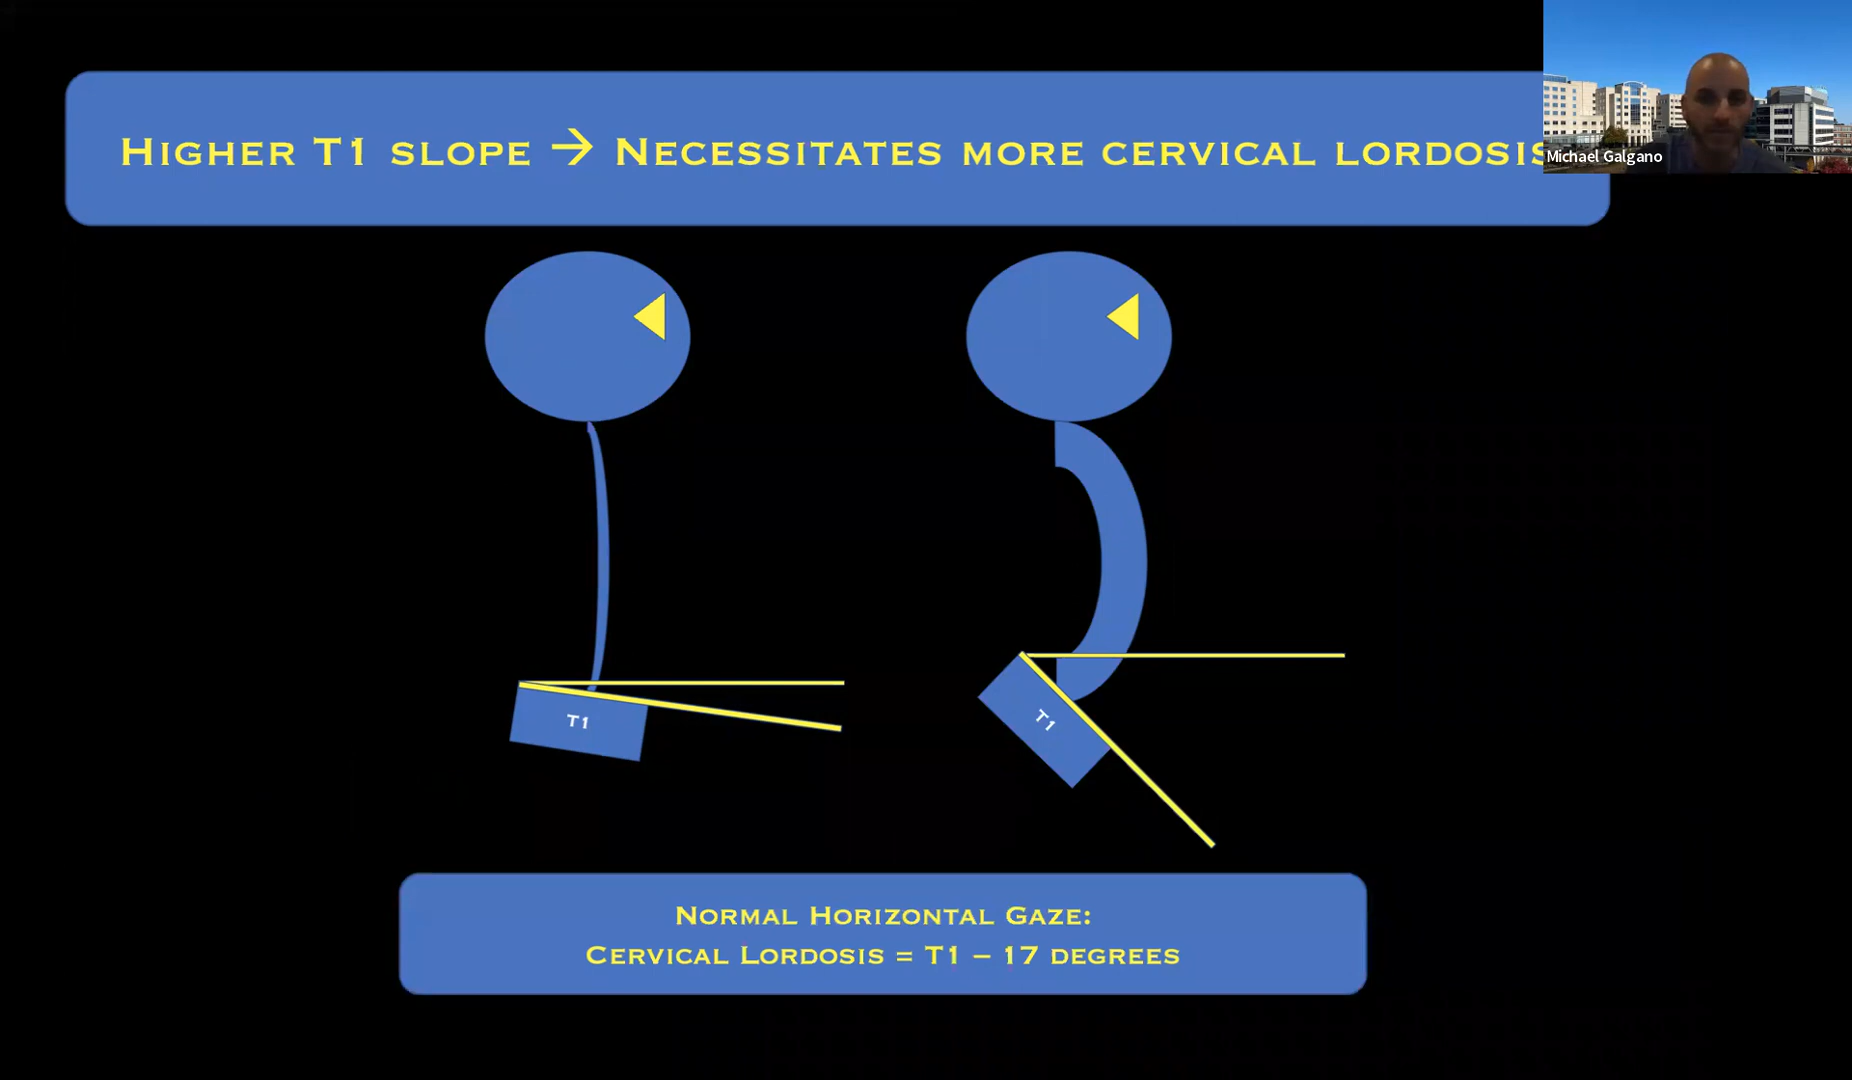 HIGHER T1 SLOPE → NECESSITATES MORE CERVICAL LORDOSIS
Michael Galgano
T1
T1
NORMAL HORIZONTAL GAZE:
CERVICAL LORDOSIS = T1 – 17 DEGREES